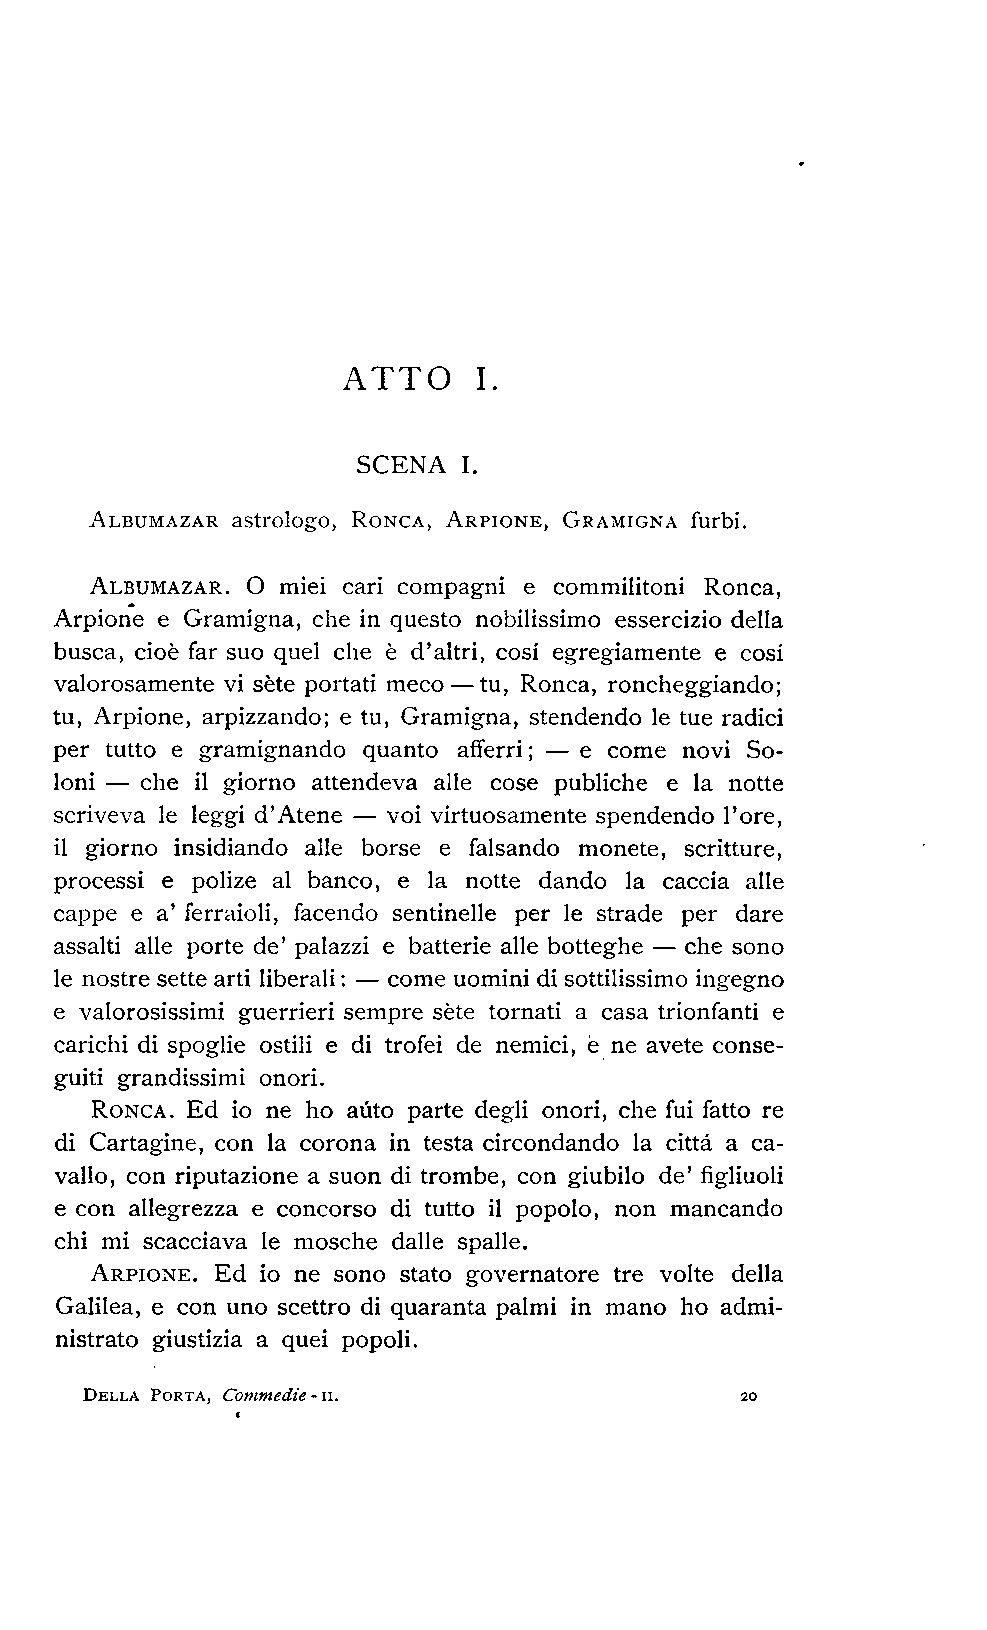 ATTO I.
SCENA I.
ALBUMAZAR astrologo, RONCA, ARPIONE, GRAMIGNA furbi.
ALBUMAZAR. O miei cari compagni e commilitoni Ronca,
Arpione e Gramigna, che in questo nobilissimo essercizio della
busca, cioè far suo quel che è d'altri, cosí egregiamente e cosí
valorosamente vi sète portati meco — tu, Ronca, roncheggiando;
tu, Arpione, arpizzando; e tu, Gramigna, stendendo le tue radici
per tutto e gramignando quanto afferri; — e come novi So-
loni — che il giorno attendeva alle cose publiche e la notte
scriveva le leggi d'Atene — voi virtuosamente spendendo l'ore,
il giorno insidiando alle borse e falsando monete, scritture,
processi e polize al banco, e la notte dando la caccia alle
cappe e a' ferraioli, facendo sentinelle per le strade per dare
assalti alle porte de' palazzi e batterie alle botteghe — che sono
le nostre sette arti liberali: — come uomini di sottilissimo ingegno
e valorosissimi guerrieri sempre sète tornati a casa trionfanti e
carichi di spoglie ostili e di trofei de nemici, e ne avete conse-
guiti grandissimi onori.
RONCA. Ed io ne ho aúto parte degli onori, che fui fatto re
di Cartagine, con la corona in testa circondando la cittá a ca-
vallo, con riputazione a suon di trombe, con giubilo de' figliuoli
e con allegrezza e concorso di tutto il popolo, non mancando
chi mi scacciava le mosche dalle spalle.
ARPIONE. Ed io ne sono stato governatore tre volte della
Galilea, e con uno scettro di quaranta palmi in mano ho admi-
nistrato giustizia a quei popoli.
DELLA PORTA, Commedie - II. 20